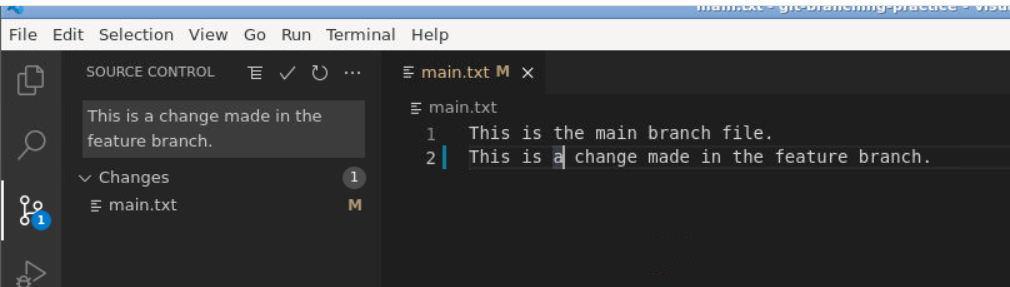 main.txt - git-branching-practice - Visu
File Edit Selection View Go Run Terminal Help
SOURCE CONTROL
This is a change made in the
feature branch.
Changes 1
main.txt M
1
main.txt M
main.txt
1 This is the main branch file.
2 This is a change made in the feature branch.